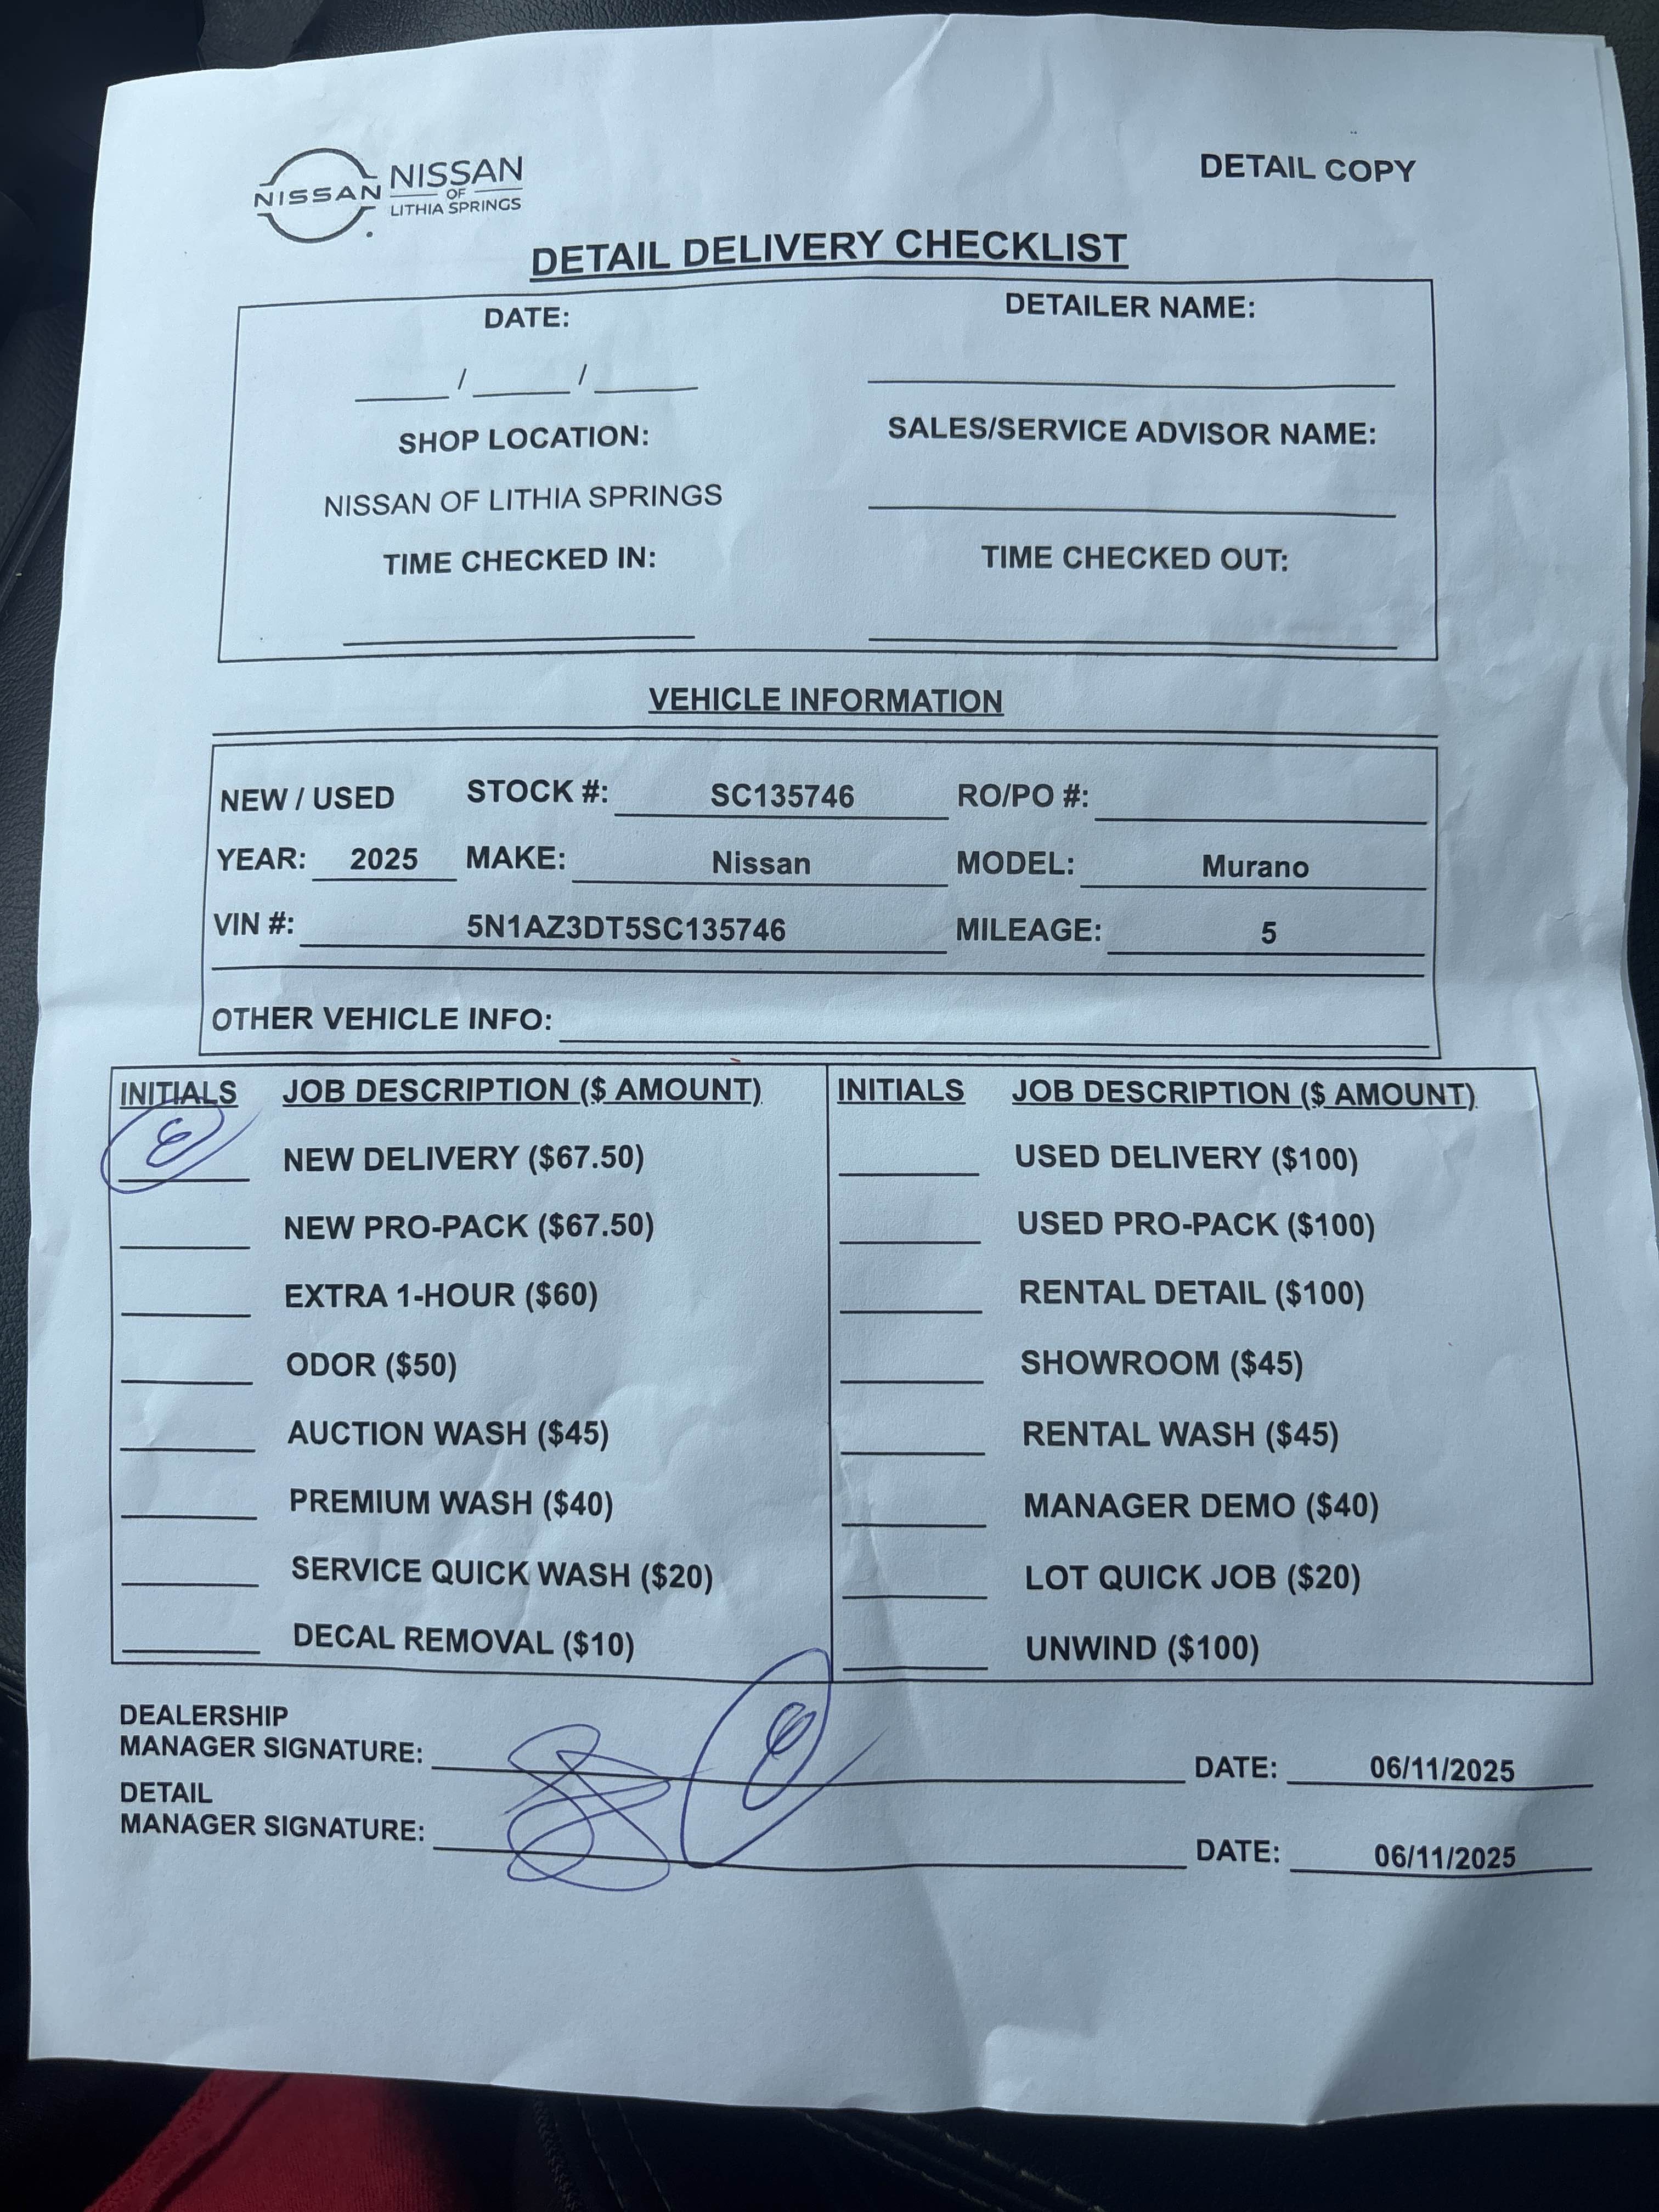 NISSAN NISSAN
OF
LITHIA SPRINGS
DETAIL COPY
DETAIL DELIVERY CHECKLIST
DATE: DETAILER NAME:
____ / ____ / ____
SHOP LOCATION: SALES/SERVICE ADVISOR NAME:
NISSAN OF LITHIA SPRINGS
TIME CHECKED IN: TIME CHECKED OUT:
VEHICLE INFORMATION
NEW / USED STOCK #: SC135746 RO/PO #:
YEAR: 2025 MAKE: Nissan MODEL: Murano
VIN #: 5N1AZ3DT5SC135746 MILEAGE: 5
OTHER VEHICLE INFO:
INITIALS JOB DESCRIPTION ($ AMOUNT) INITIALS JOB DESCRIPTION ($ AMOUNT)
NEW DELIVERY ($67.50) USED DELIVERY ($100)
NEW PRO-PACK ($67.50) USED PRO-PACK ($100)
EXTRA 1-HOUR ($60) RENTAL DETAIL ($100)
ODOR ($50) SHOWROOM ($45)
AUCTION WASH ($45) RENTAL WASH ($45)
PREMIUM WASH ($40) MANAGER DEMO ($40)
SERVICE QUICK WASH ($20) LOT QUICK JOB ($20)
DECAL REMOVAL ($10) UNWIND ($100)
DEALERSHIP
MANAGER SIGNATURE: DATE: 06/11/2025
DETAIL
MANAGER SIGNATURE: DATE: 06/11/2025